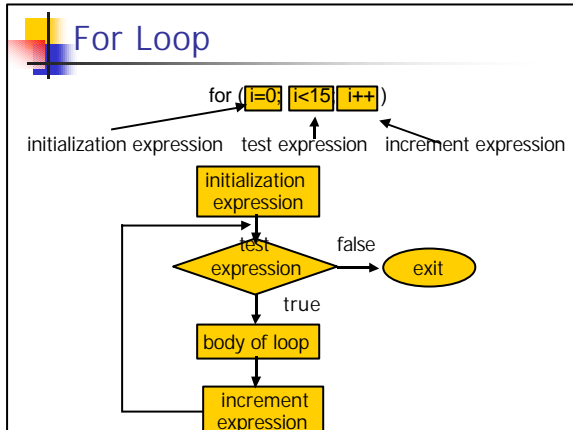 For Loop
for ( i=0; i<15; i++ )
initialization expression test expression increment expression
initialization
expression
test
expression
false
exit
true
body of loop
increment
expression